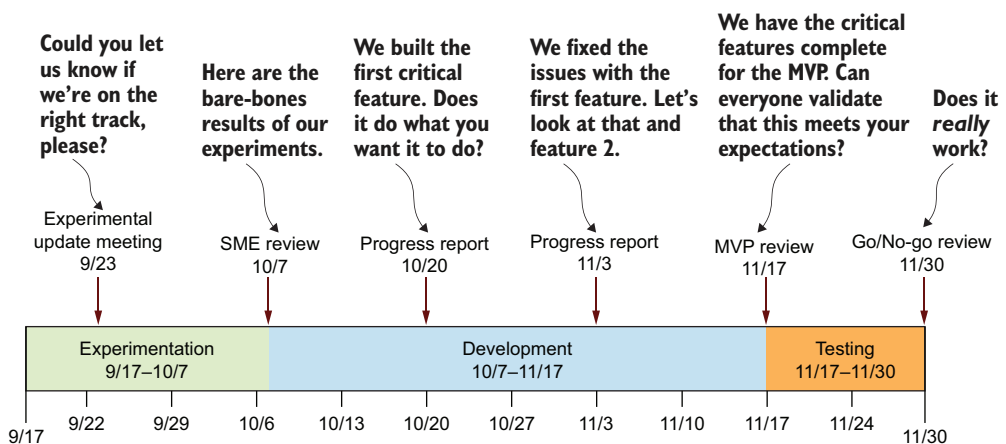 Could you let
us know if
we're on the
right track,
please?
Here are the
bare-bones
results of our
experiments.
We built the
first critical
feature. Does
it do what you
want it to do?
We fixed the
issues with the
first feature. Let's
look at that and
feature 2.
We have the critical
features complete
for the MVP. Can
everyone validate
that this meets your
expectations?
Does it
really
work?
Experimental
update meeting
9/23
SME review
10/7
Progress report
10/20
Progress report
11/3
MVP review
11/17
Go/No-go review
11/30
Experimentation
9/17–10/7
Development
10/7–11/17
Testing
11/17–11/30
9/17
9/22
9/29
10/6
10/13
10/20
10/27
11/3
11/10
11/17
11/24
11/30